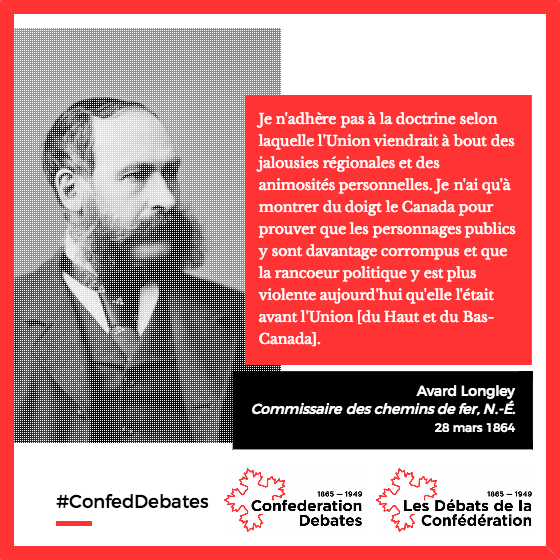 Je n'adhère pas à la doctrine selon
laquelle l'Union viendrait à bout des
jalousies régionales et des
animosités personnelles. Je n'ai qu'à
montrer du doigt le Canada pour
prouver que les personnages publics
y sont davantage corrompus et que
la rancoeur politique y est plus
violente aujourd'hui qu'elle l'était
avant l'Union [du Haut et du Bas-
Canada].
Avard Longley
Commissaire des chemins de fer, N.-É.
28 mars 1864
#ConfedDebates
1865 — 1949
Confederation
Debates
1865 — 1949
Les Débats de la
Confédération